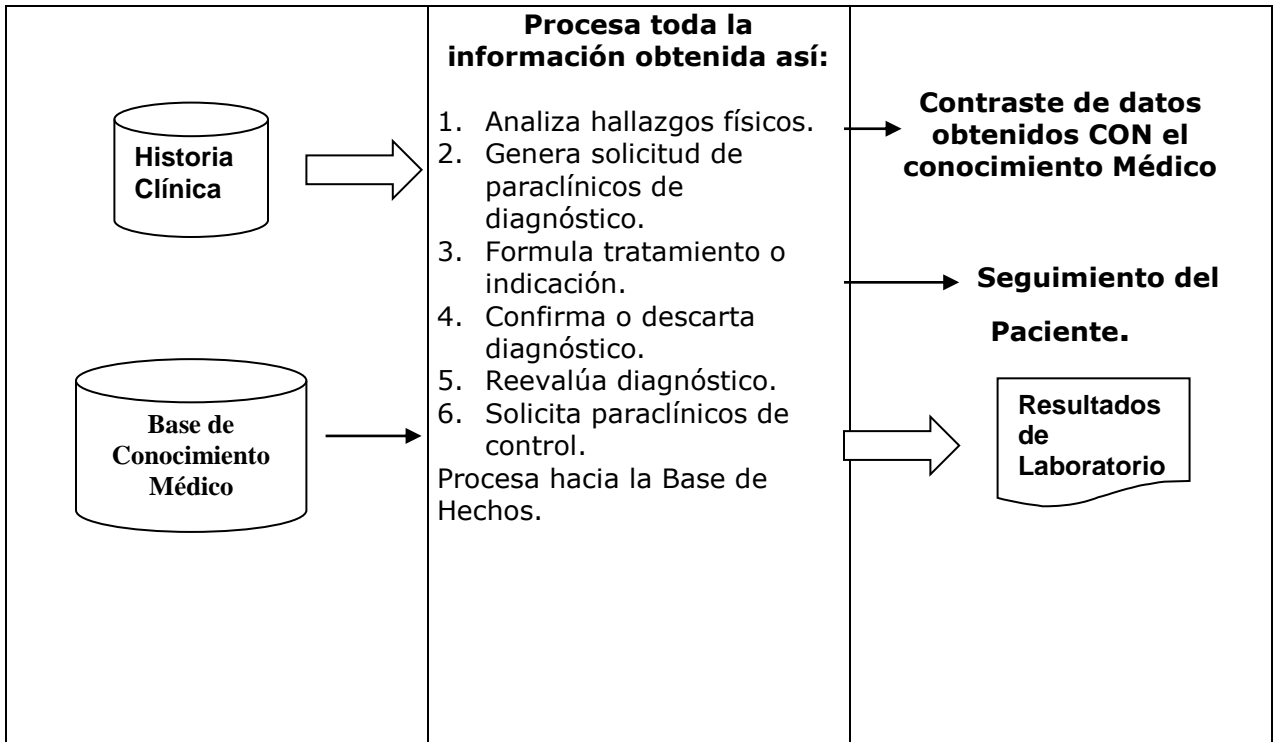 Historia
Clínica
Base de
Conocimiento
Médico
Procesa toda la
información obtenida así:
1. Analiza hallazgos físicos.
2. Genera solicitud de
paraclínicos de
diagnóstico.
3. Formula tratamiento o
indicación.
4. Confirma o descarta
diagnóstico.
5. Reevalúa diagnóstico.
6. Solicita paraclínicos de
control.
Procesa hacia la Base de
Hechos.
Contraste de datos
obtenidos CON el
conocimiento Médico
Seguimiento del
Paciente.
Resultados
de
Laboratorio